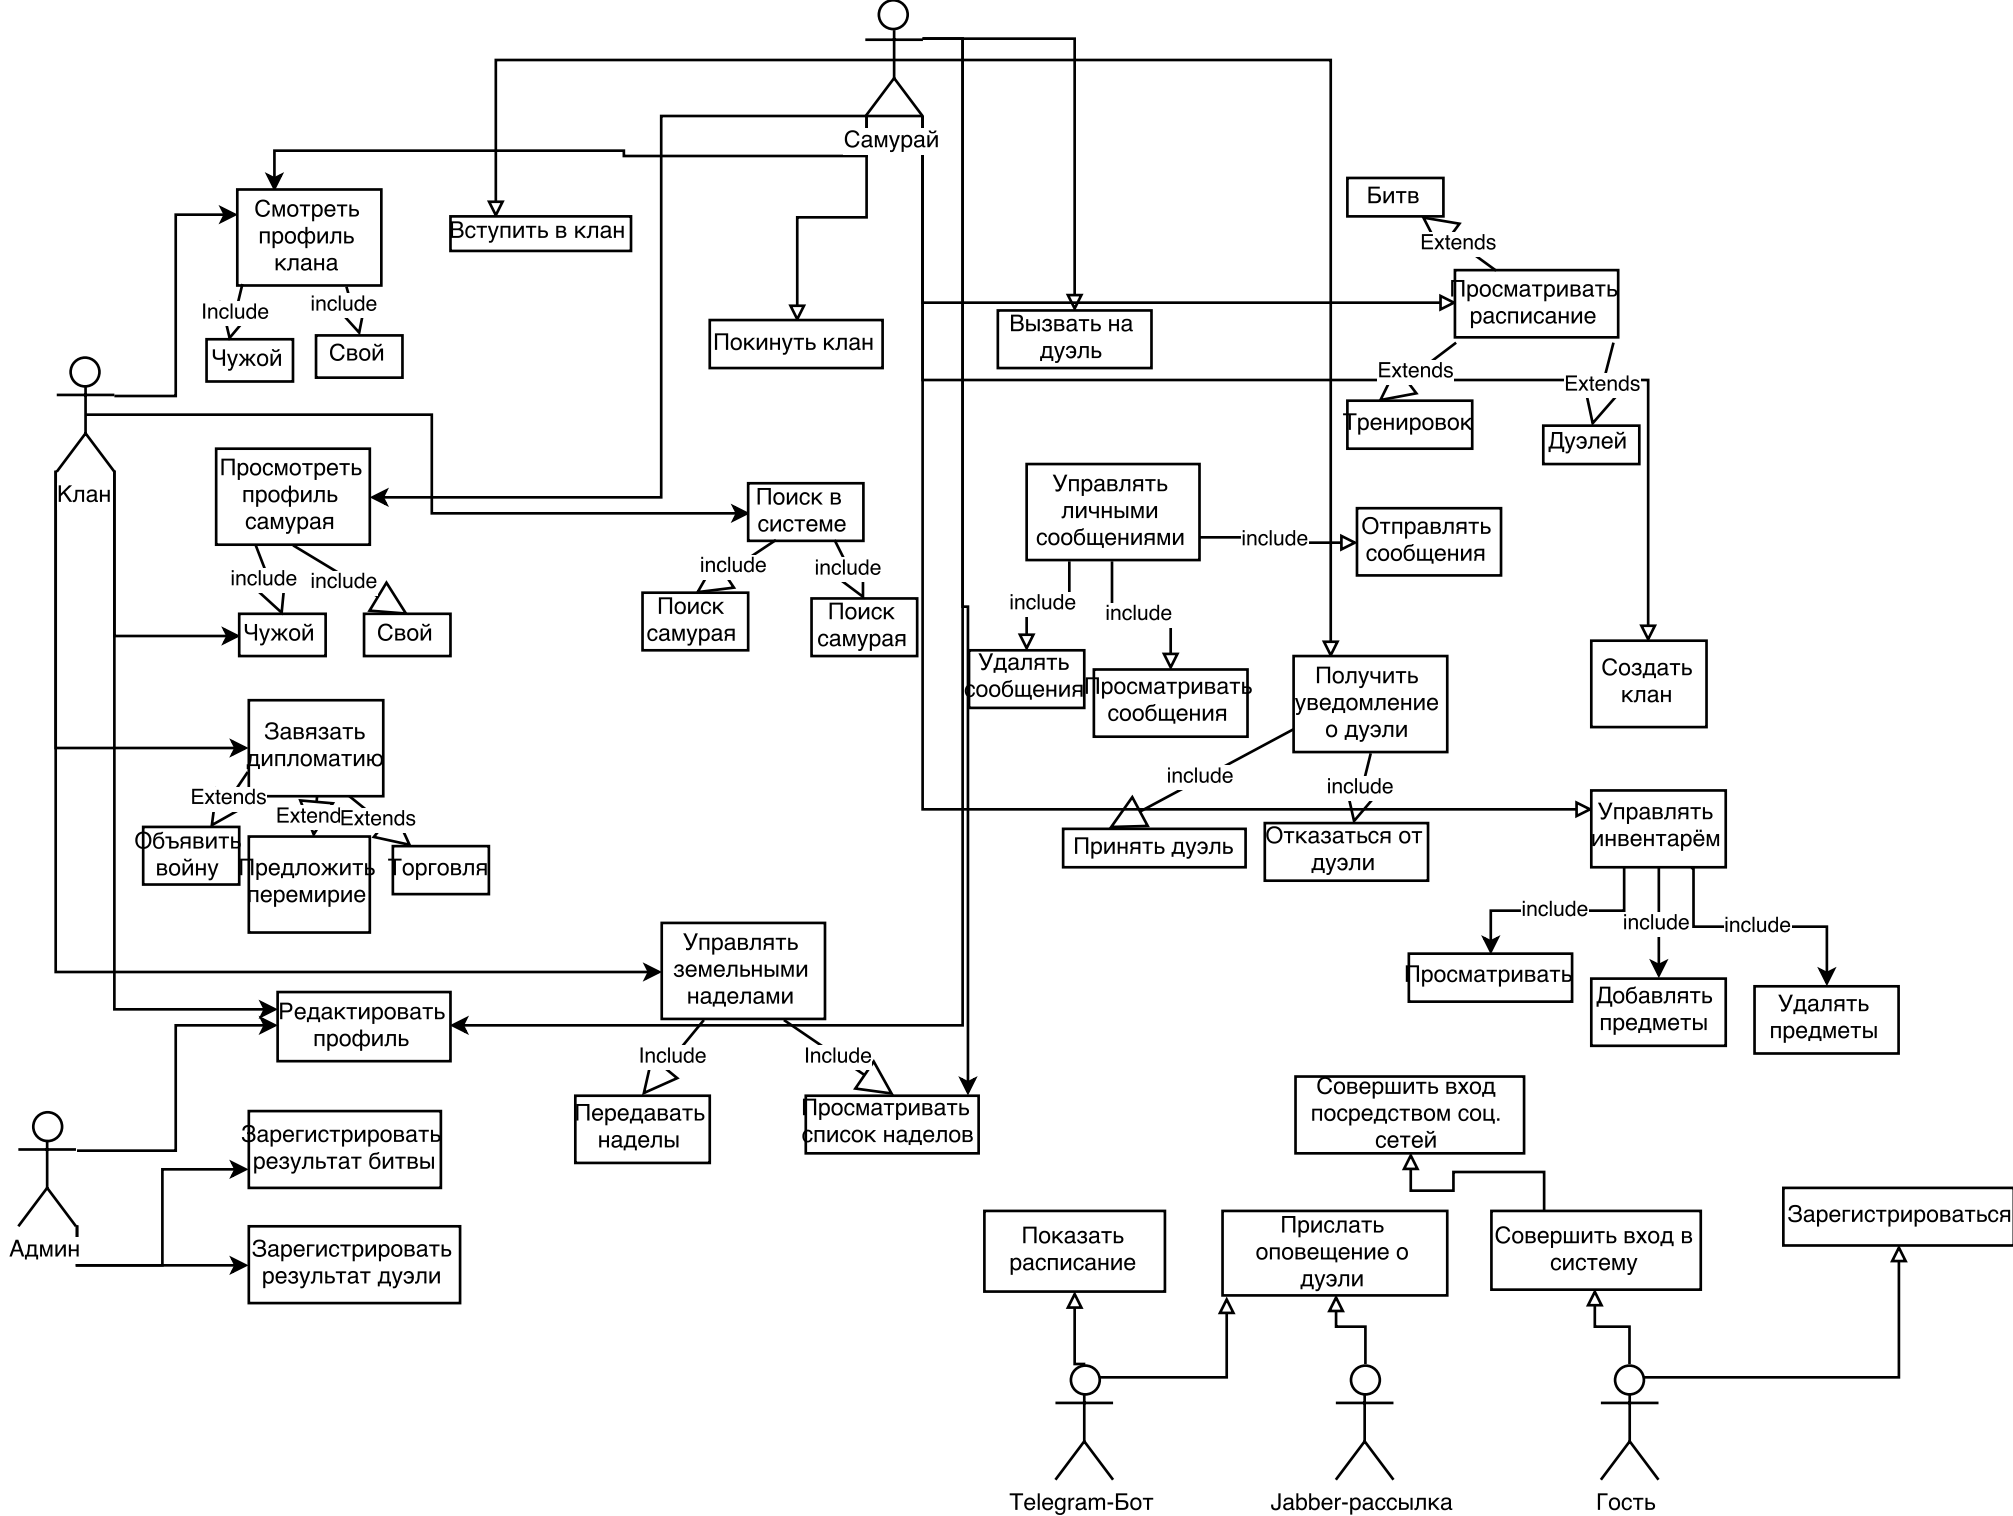 Самурай
Смотреть
профиль
клана
Вступить в клан
Битв
Extends
Просматривать
расписание
Include
include
Чужой
Свой
Покинуть клан
Вызвать на
дуэль
Extends
Extends
Тренировок
Дуэлей
Клан
Просмотреть
профиль
самурая
Поиск в
системе
Управлять
личными
сообщениями
include
Отправлять
сообщения
include
include
Чужой
Свой
include
include
Поиск
самурая
Поиск
самурая
include
include
Удалять
сообщения
Просматривать
сообщения
Получить
уведомление
о дуэли
Создать
клан
Завязать
дипломатию
Extends
Extend
Extends
Объявить
войну
Предложить
перемирие
Торговля
include
include
Принять дуэль
Отказаться от
дуэли
Управлять
инвентарём
include
include
include
Просматривать
Добавлять
предметы
Удалять
предметы
Управлять
земельными
наделами
Редактировать
профиль
Include
Include
Передавать
наделы
Просматривать
список наделов
Админ
Зарегистрировать
результат битвы
Зарегистрировать
результат дуэли
Совершить вход
посредством соц.
сетей
Показать
расписание
Прислать
оповещение о
дуэли
Совершить вход в
систему
Зарегистрироваться
Telegram-Бот
Jabber-рассылка
Гость